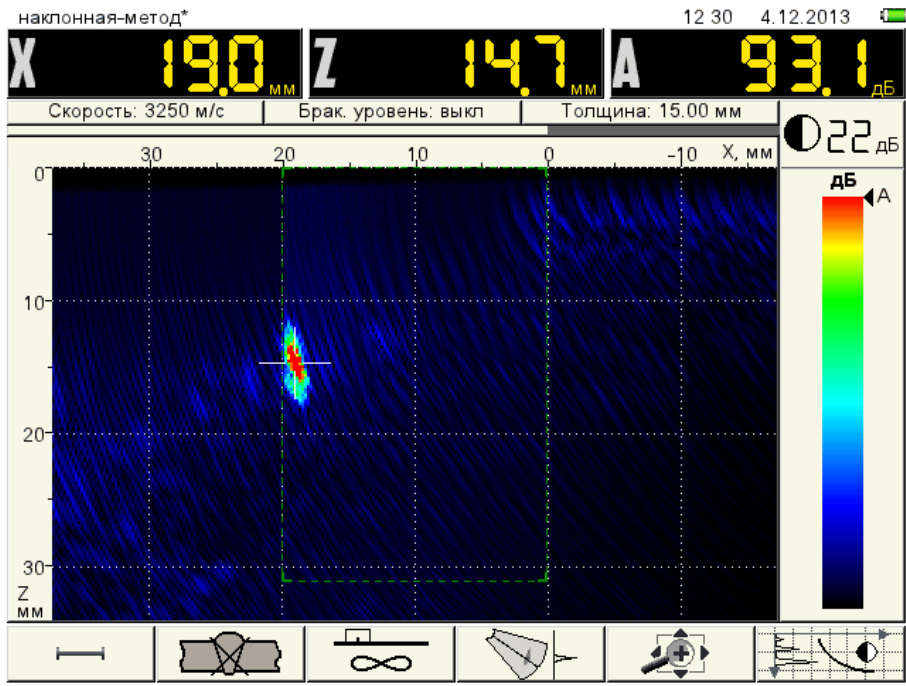 наклонная-метод* 12 30 4.12.2013
X 19.0 мм Z 14.7 мм A 93.1 дБ
Скорость: 3250 м/с Брак. уровень: выкл Толщина: 15.00 мм
22 дБ
30 20 10 0 -10 X, мм
0
10
20
30
Z
мм
дБ
A